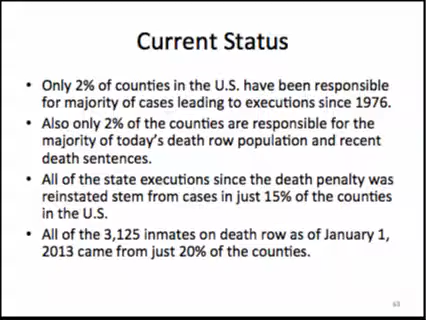 Current Status
• Only 2% of counties in the U.S. have been responsible
for majority of cases leading to executions since 1976.
• Also only 2% of the counties are responsible for the
majority of today's death row population and recent
death sentences.
• All of the state executions since the death penalty was
reinstated stem from cases in just 15% of the counties
in the U.S.
• All of the 3,125 inmates on death row as of January 1,
2013 came from just 20% of the counties.